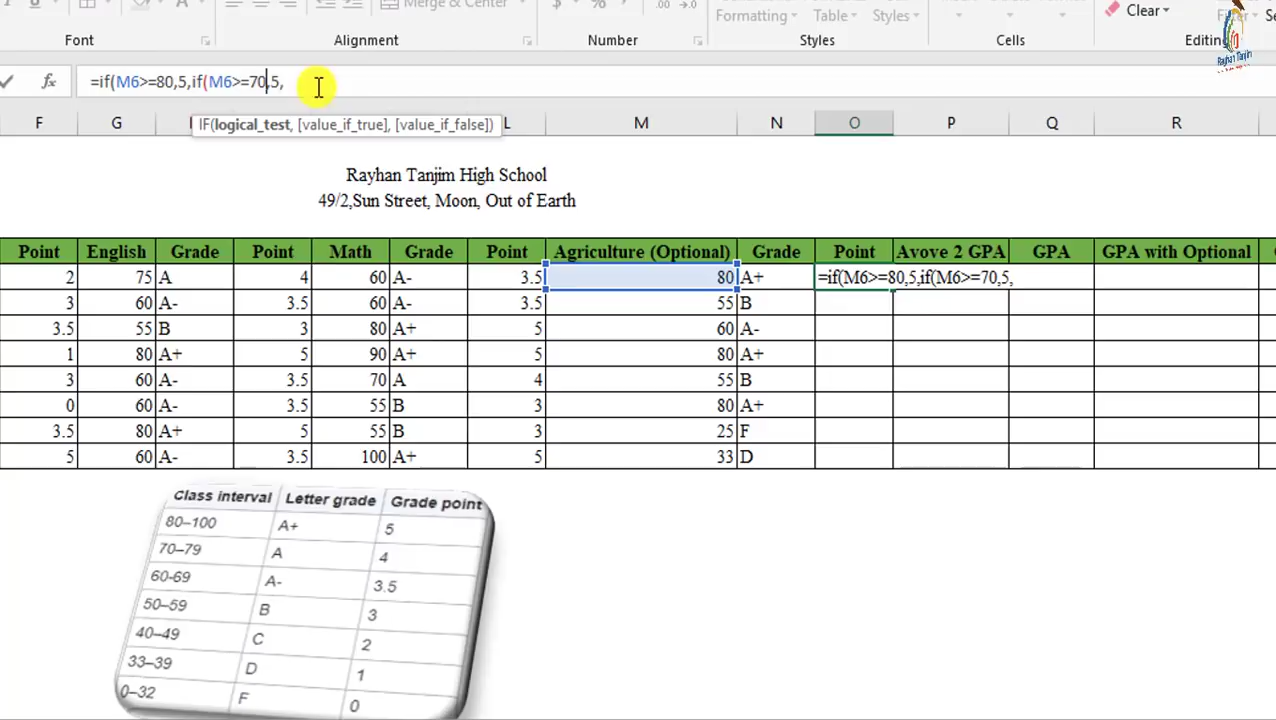 Merge & Center
$ % ,
Formatting Table Styles
Clear
Font Alignment Number Styles Cells Editing
Rayhan Tanjim
fx =if(M6>=80,5,if(M6>=70,5,
IF(logical_test, [value_if_true], [value_if_false])
F G L M N O P Q R
Rayhan Tanjim High School
49/2,Sun Street, Moon, Out of Earth
Point English Grade Point Math Grade Point Agriculture (Optional) Grade Point Avove 2 GPA GPA GPA with Optional
2 75 A 4 60 A- 3.5 80 A+ =if(M6>=80,5,if(M6>=70,5,
3 60 A- 3.5 60 A- 3.5 55 B
3.5 55 B 3 80 A+ 5 60 A-
1 80 A+ 5 90 A+ 5 80 A+
3 60 A- 3.5 70 A 4 55 B
0 60 A- 3.5 55 B 3 80 A+
3.5 80 A+ 5 55 B 3 25 F
5 60 A- 3.5 100 A+ 5 33 D
Class interval Letter grade Grade point
80–100 A+ 5
70–79 A 4
60-69 A- 3.5
50–59 B 3
40–49 C 2
33–39 D 1
0–32 F 0